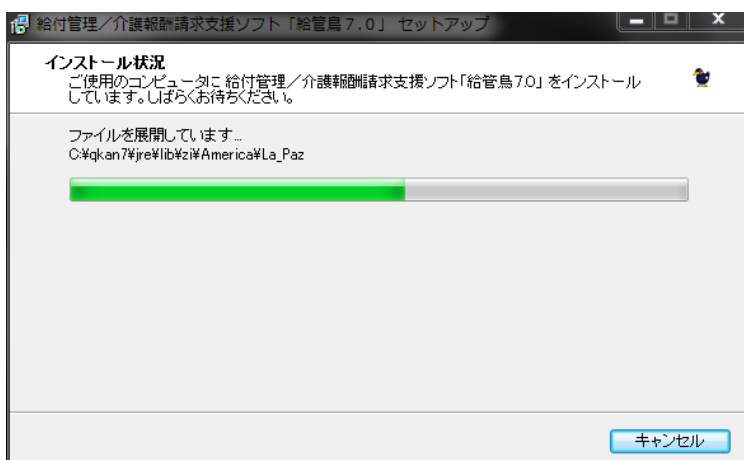 給付管理／介護報酬請求支援ソフト「給管鳥７.０」 セットアップ
インストール状況
ご使用のコンピュータに 給付管理／介護報酬請求支援ソフト「給管鳥7.0」 をインストール
しています。しばらくお待ちください。
ファイルを展開しています...
C:¥qkan7¥jre¥lib¥zi¥America¥La_Paz
キャンセル